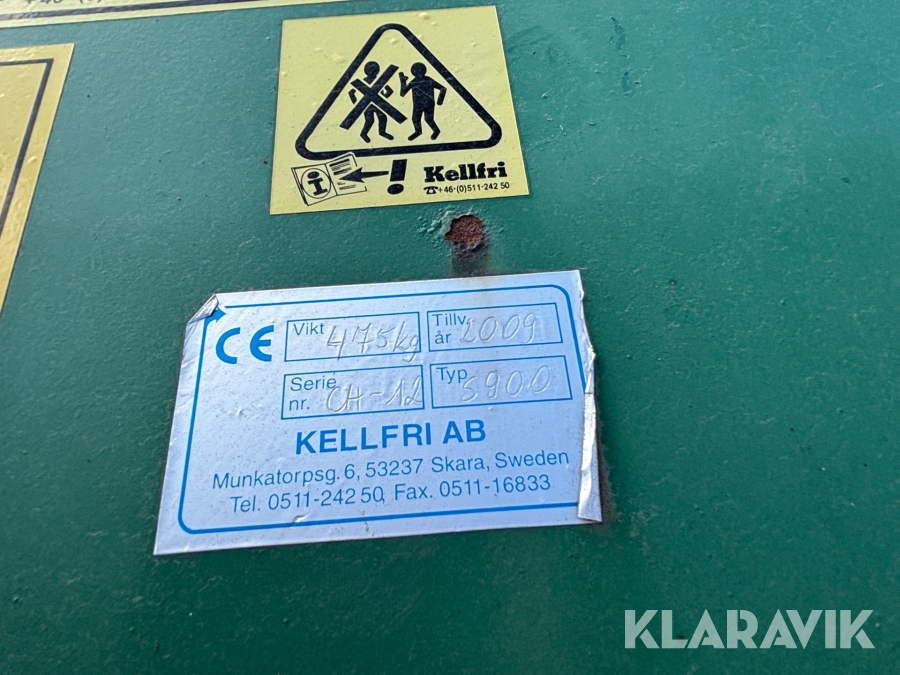 Kellfri
☎+46-(0)511-242 50
CE
Vikt 475kg
Tillv. år 2009
Serie nr. CH-12
Typ 5900
KELLFRI AB
Munkatorpsg. 6, 53237 Skara, Sweden
Tel. 0511-242 50, Fax. 0511-16833
KLARAVIK